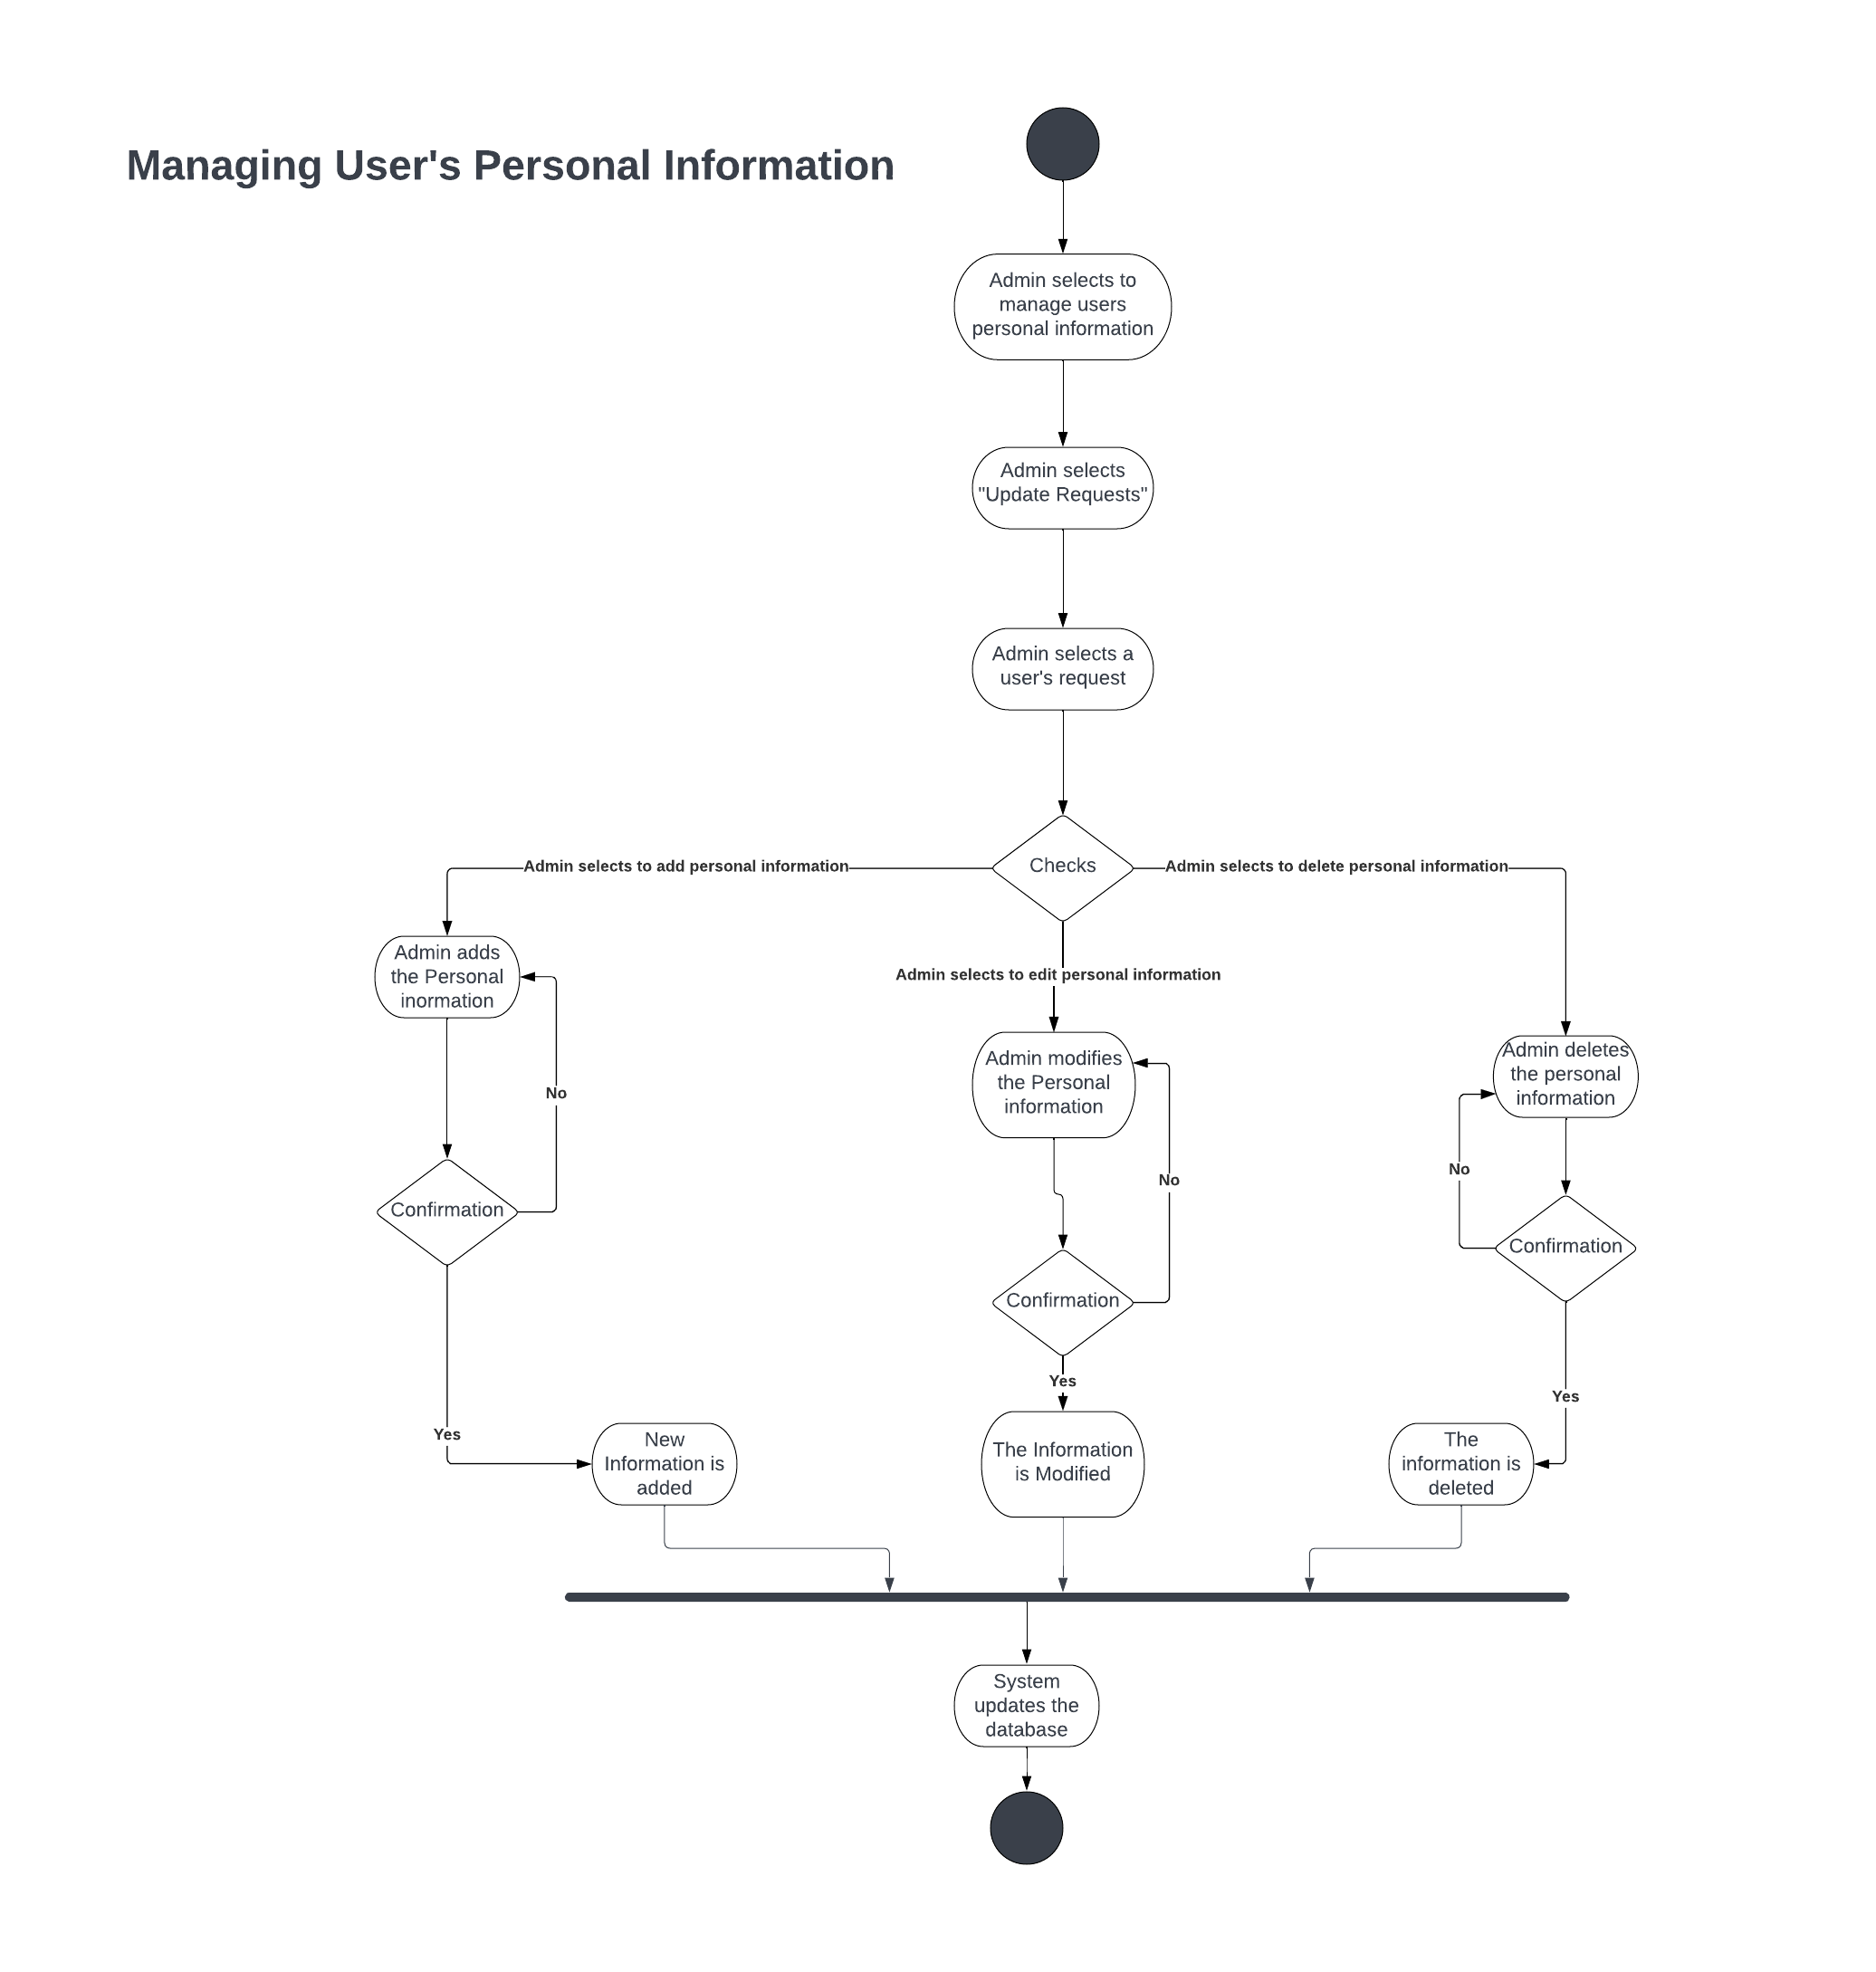 Managing User's Personal Information
Admin selects to
manage users
personal information
Admin selects
"Update Requests"
Admin selects a
user's request
Checks
Admin selects to add personal information
Admin selects to delete personal information
Admin selects to edit personal information
Admin adds
the Personal
inormation
No
Confirmation
Yes
New
Information is
added
Admin modifies
the Personal
information
No
Confirmation
Yes
The Information
is Modified
Admin deletes
the personal
information
No
Confirmation
Yes
The
information is
deleted
System
updates the
database